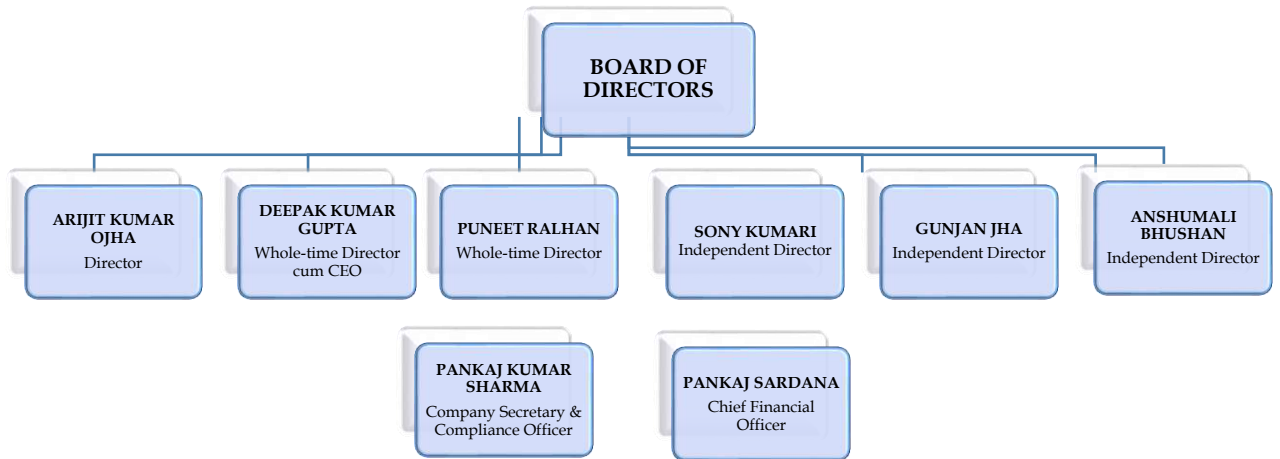 BOARD OF
DIRECTORS
ARIJIT KUMAR
OJHA
Director
DEEPAK KUMAR
GUPTA
Whole-time Director
cum CEO
PUNEET RALHAN
Whole-time Director
SONY KUMARI
Independent Director
GUNJAN JHA
Independent Director
ANSHUMALI
BHUSHAN
Independent Director
PANKAJ KUMAR
SHARMA
Company Secretary &
Compliance Officer
PANKAJ SARDANA
Chief Financial
Officer